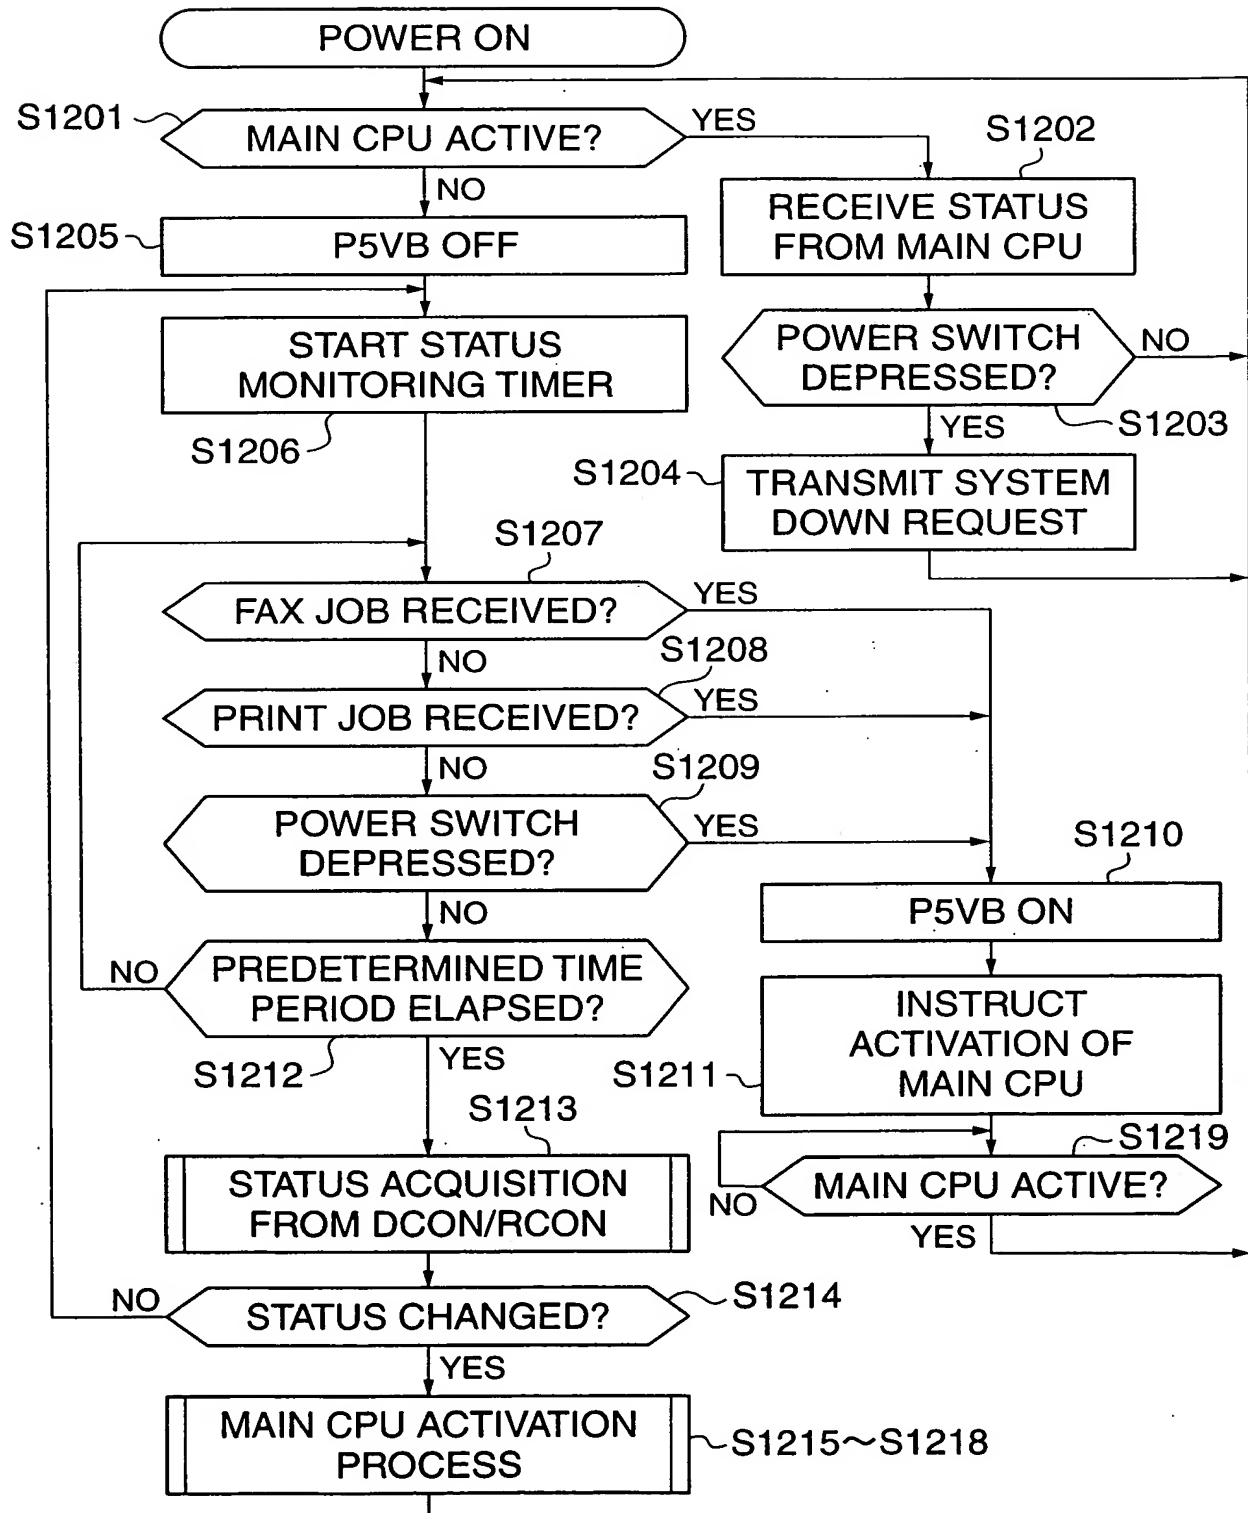 POWER ON
S1201
MAIN CPU ACTIVE?
YES
NO
S1202
RECEIVE STATUS
FROM MAIN CPU
S1205
P5VB OFF
POWER SWITCH
DEPRESSED?
NO
YES
S1203
START STATUS
MONITORING TIMER
S1206
S1204
TRANSMIT SYSTEM
DOWN REQUEST
S1207
FAX JOB RECEIVED?
YES
NO
S1208
PRINT JOB RECEIVED?
YES
NO
S1209
POWER SWITCH
DEPRESSED?
YES
NO
S1210
P5VB ON
NO
PREDETERMINED TIME
PERIOD ELAPSED?
S1212
YES
INSTRUCT
ACTIVATION OF
MAIN CPU
S1211
S1213
STATUS ACQUISITION
FROM DCON/RCON
S1219
MAIN CPU ACTIVE?
NO
YES
NO
STATUS CHANGED?
S1214
YES
MAIN CPU ACTIVATION
PROCESS
S1215~S1218